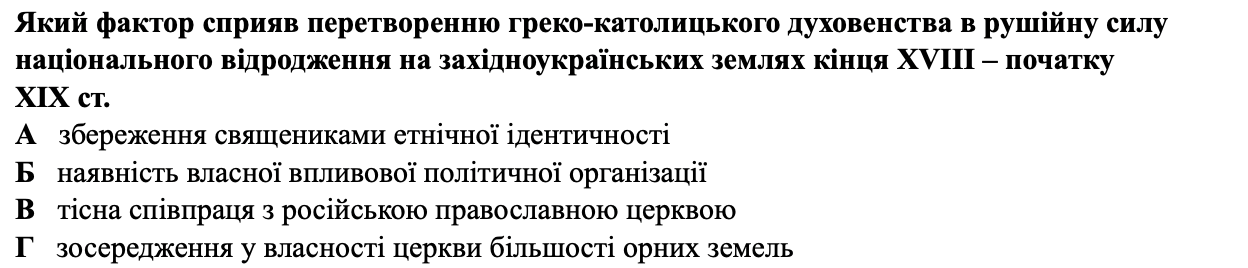 Який фактор сприяв перетворенню греко-католицького духовенства в рушійну силу
національного відродження на західноукраїнських землях кінця XVIII – початку
XIX ст.
А збереження священиками етнічної ідентичності
Б наявність власної впливової політичної організації
В тісна співпраця з російською православною церквою
Г зосередження у власності церкви більшості орних земель